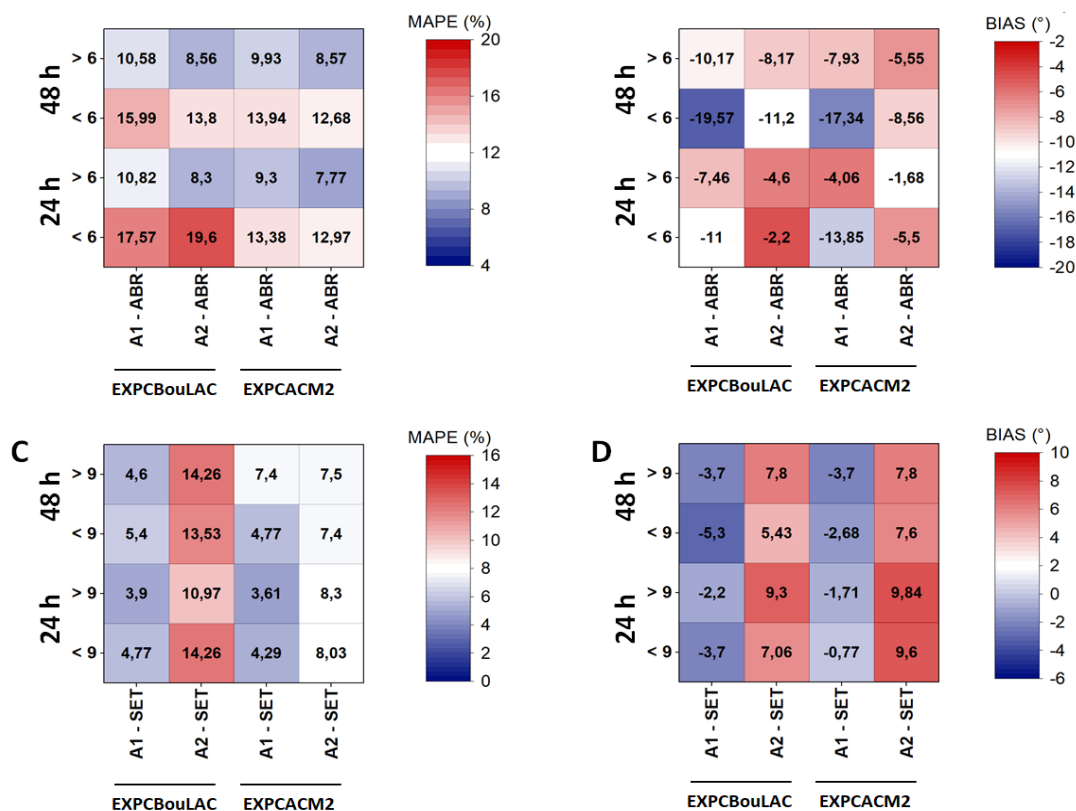 MAPE (%)
48 h
> 6 10,58 8,56 9,93 8,57
< 6 15,99 13,8 13,94 12,68
24 h
> 6 10,82 8,3 9,3 7,77
< 6 17,57 19,6 13,38 12,97
20
16
12
8
4
A1 - ABR A2 - ABR A1 - ABR A2 - ABR
EXPCBouLAC EXPCACM2
BIAS (°)
48 h
> 6 -10,17 -8,17 -7,93 -5,55
< 6 -19,57 -11,2 -17,34 -8,56
24 h
> 6 -7,46 -4,6 -4,06 -1,68
< 6 -11 -2,2 -13,85 -5,5
-2
-4
-6
-8
-10
-12
-14
-16
-18
-20
A1 - ABR A2 - ABR A1 - ABR A2 - ABR
EXPCBouLAC EXPCACM2
C
MAPE (%)
48 h
> 9 4,6 14,26 7,4 7,5
< 9 5,4 13,53 4,77 7,4
24 h
> 9 3,9 10,97 3,61 8,3
< 9 4,77 14,26 4,29 8,03
16
14
12
10
8
6
4
2
0
A1 - SET A2 - SET A1 - SET A2 - SET
EXPCBouLAC EXPCACM2
D
BIAS (°)
48 h
> 9 -3,7 7,8 -3,7 7,8
< 9 -5,3 5,43 -2,68 7,6
24 h
> 9 -2,2 9,3 -1,71 9,84
< 9 -3,7 7,06 -0,77 9,6
10
8
6
4
2
0
-2
-4
-6
A1 - SET A2 - SET A1 - SET A2 - SET
EXPCBouLAC EXPCACM2